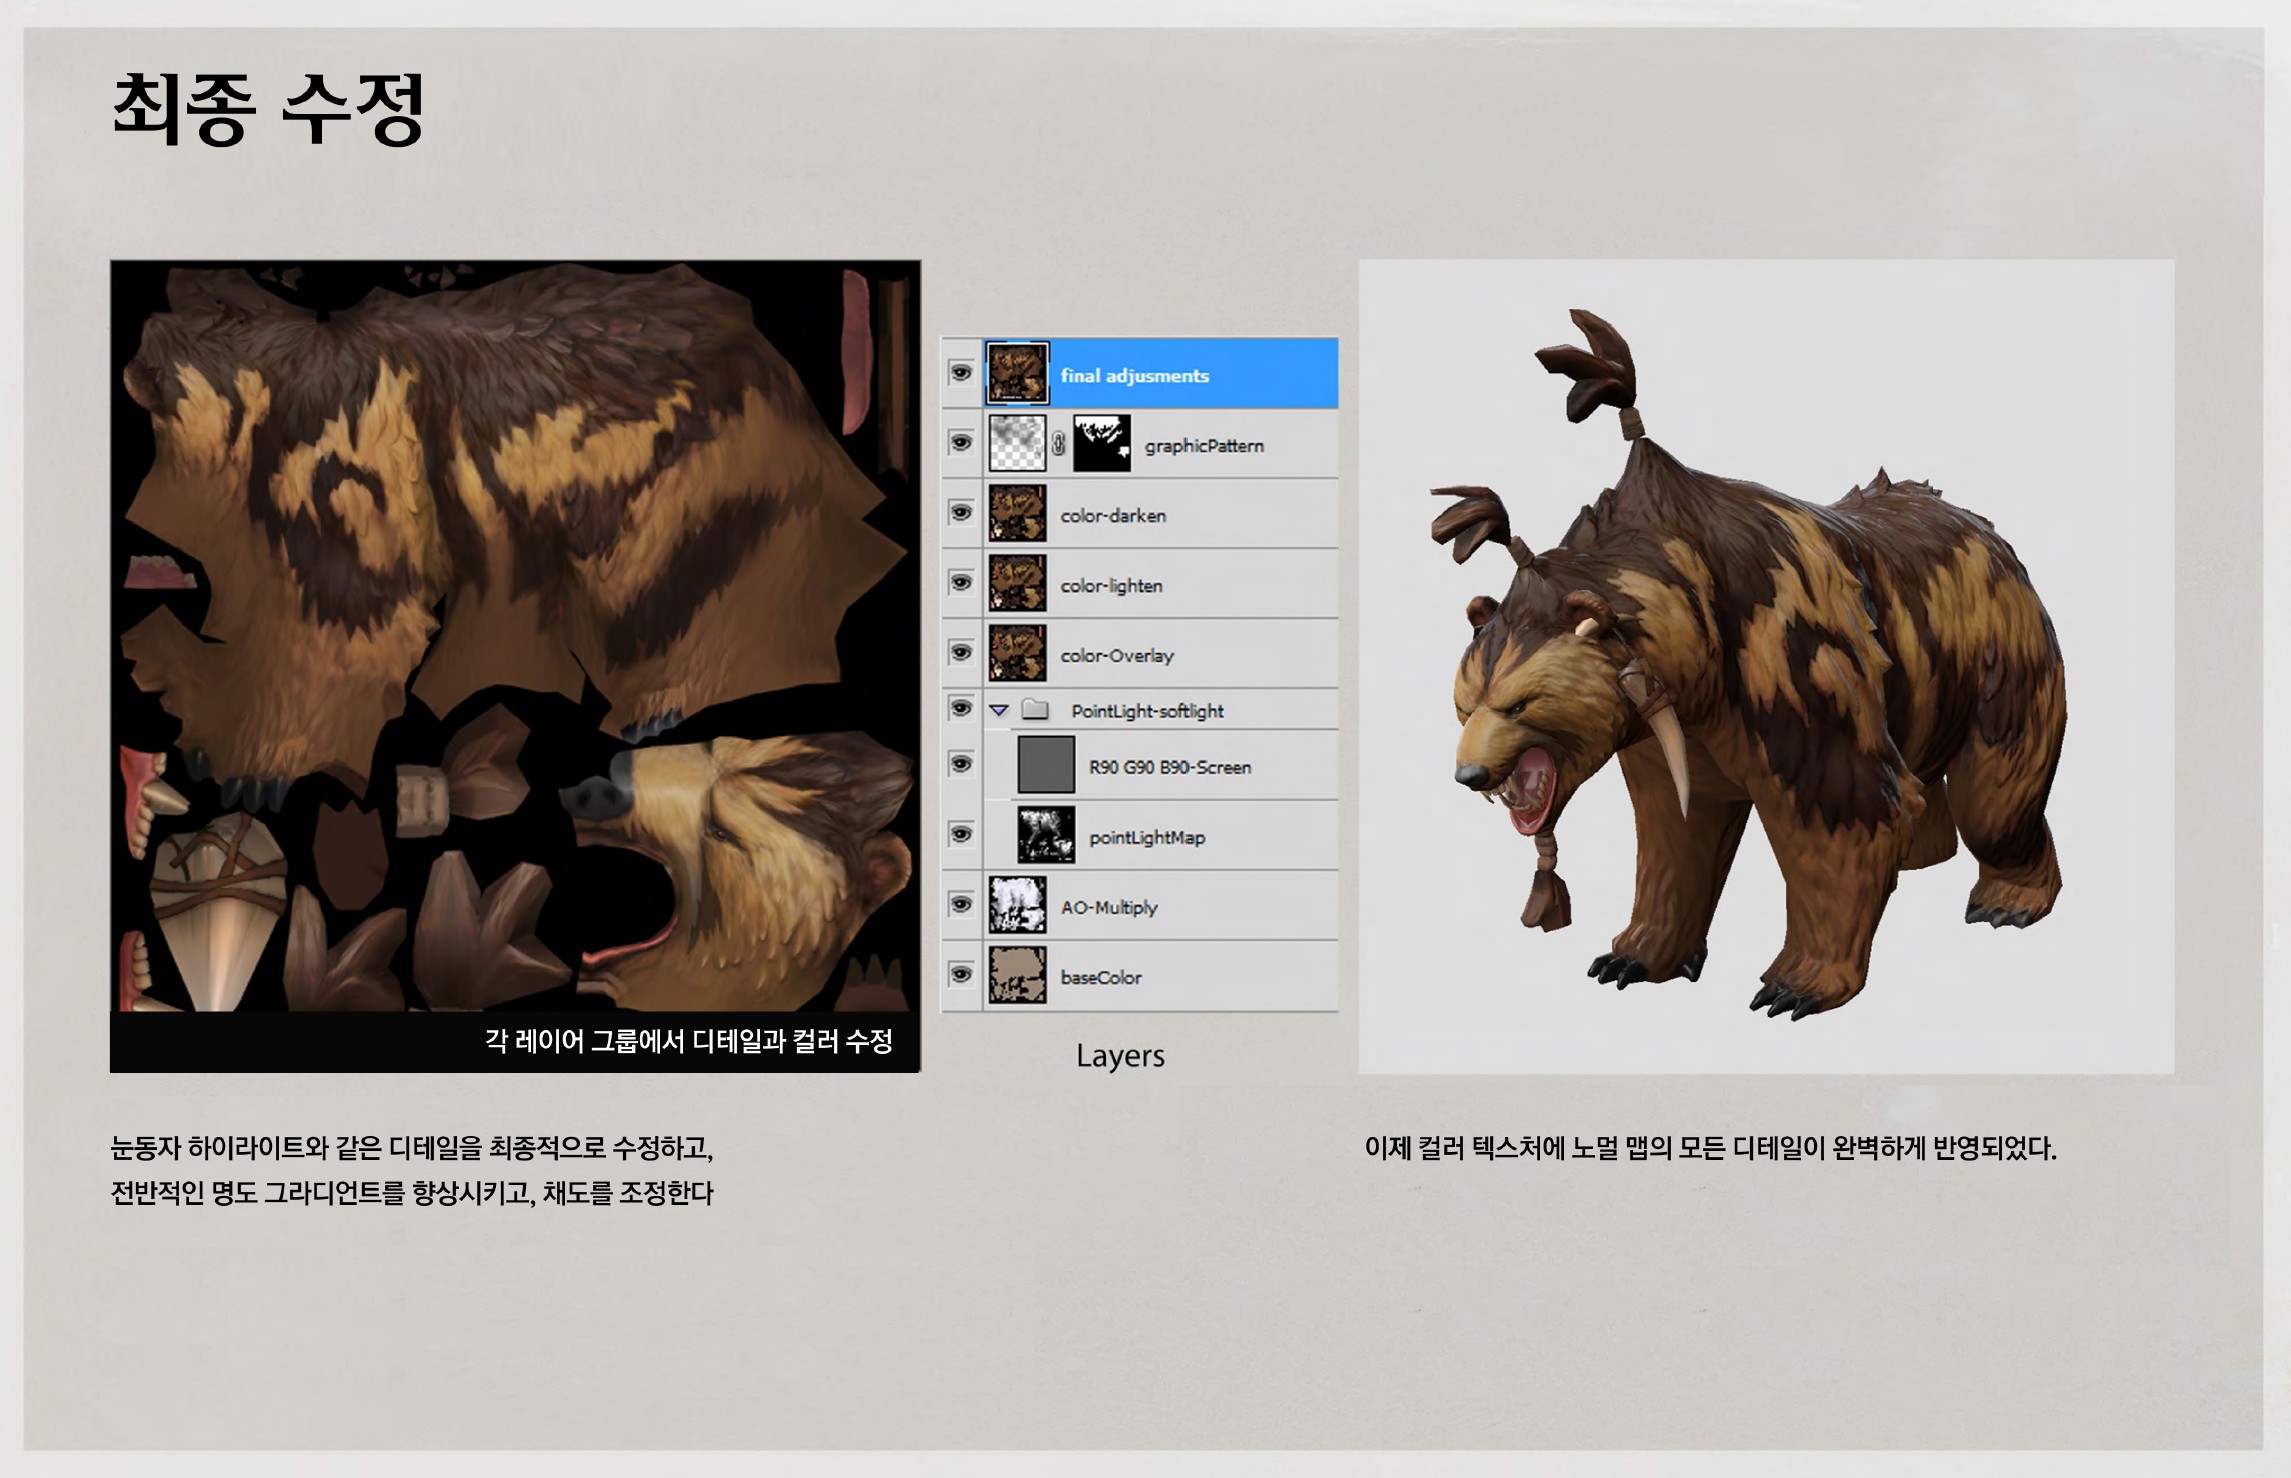 최종 수정
final adjusments
graphicPattern
color-darken
color-lighten
color-Overlay
PointLight-softlight
R90 G90 B90-Screen
pointLightMap
AO-Multiply
baseColor
각 레이어 그룹에서 디테일과 컬러 수정
Layers
눈동자 하이라이트와 같은 디테일을 최종적으로 수정하고,
전반적인 명도 그라디언트를 향상시키고, 채도를 조정한다
이제 컬러 텍스처에 노멀 맵의 모든 디테일이 완벽하게 반영되었다.